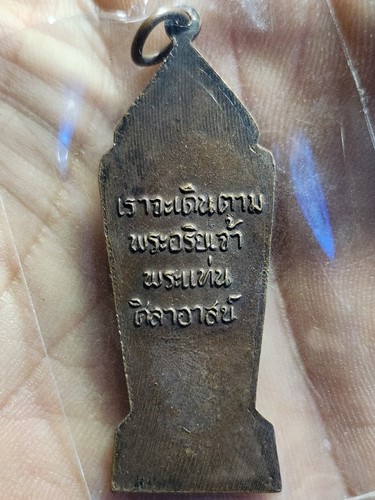 เราจะเดินตาม
พระอริยเจ้า
พระแท่น
ศิลาอาสน์